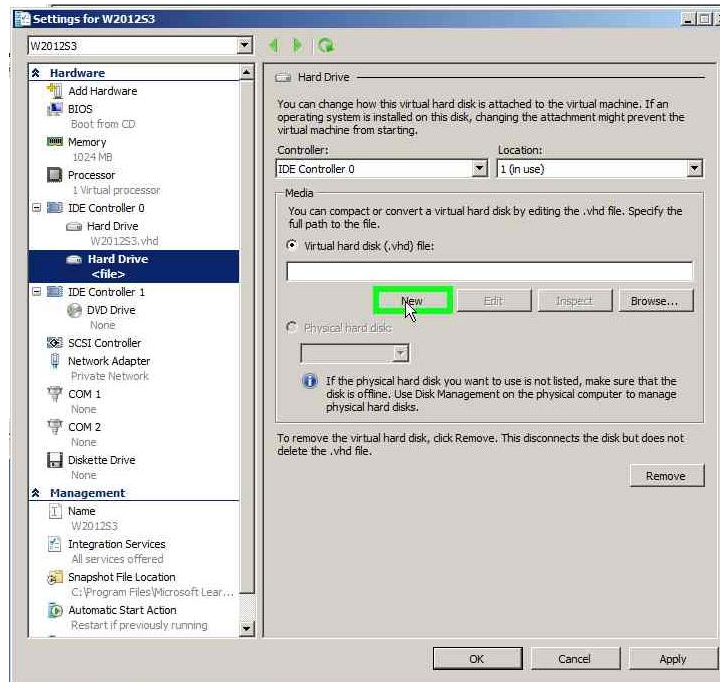 Settings for W2012S3
W2012S3
Hardware
Add Hardware
BIOS
Boot from CD
Memory
1024 MB
Processor
1 Virtual processor
IDE Controller 0
Hard Drive
W2012S3.vhd
Hard Drive
<file>
IDE Controller 1
DVD Drive
None
SCSI Controller
Network Adapter
Private Network
COM 1
None
COM 2
None
Diskette Drive
None
Management
Name
W2012S3
Integration Services
All services offered
Snapshot File Location
C:\Program Files\Microsoft Lear...
Automatic Start Action
Restart if previously running
Hard Drive
You can change how this virtual hard disk is attached to the virtual machine. If an
operating system is installed on this disk, changing the attachment might prevent the
virtual machine from starting.
Controller: Location:
IDE Controller 0 1 (in use)
Media
You can compact or convert a virtual hard disk by editing the .vhd file. Specify the
full path to the file.
Virtual hard disk (.vhd) file:
New Edit Inspect Browse...
Physical hard disk:
If the physical hard disk you want to use is not listed, make sure that the
disk is offline. Use Disk Management on the physical computer to manage
physical hard disks.
To remove the virtual hard disk, click Remove. This disconnects the disk but does not
delete the .vhd file.
Remove
OK Cancel Apply